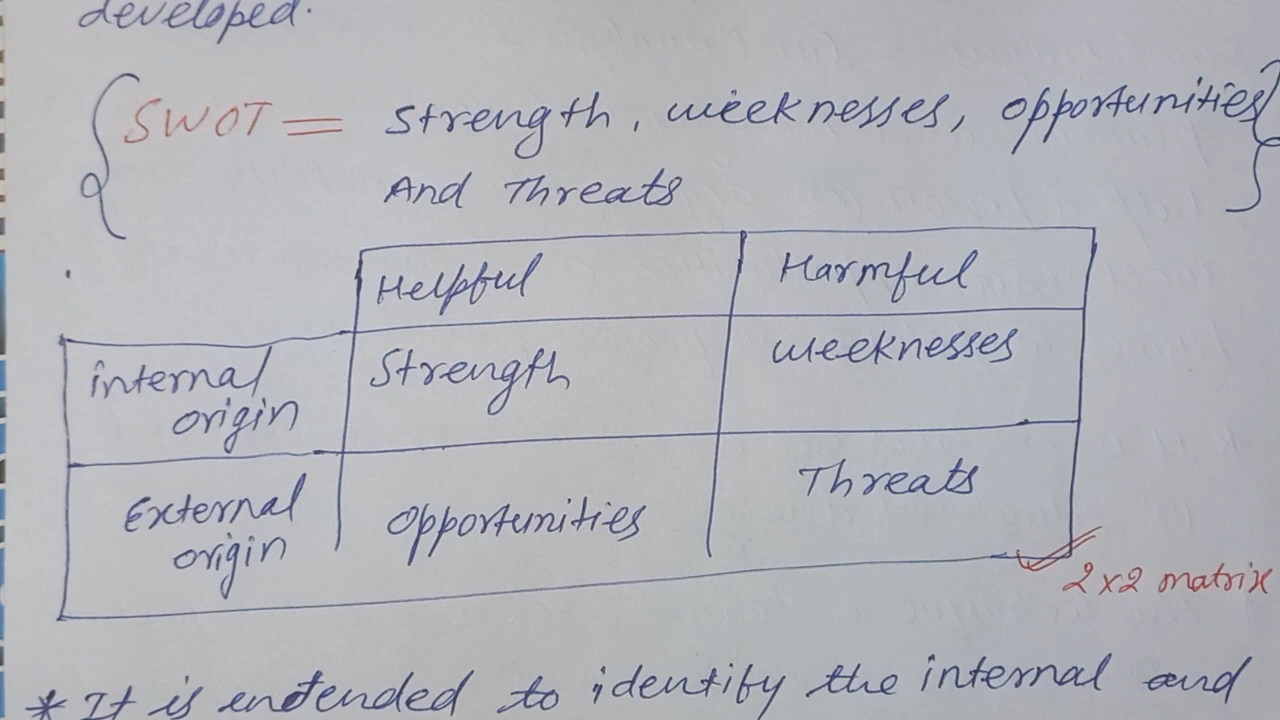 developed.
SWOT = Strength, weeknesses, opportunities
And Threats
Helpful Harmful
internal origin Strength weeknesses
External origin Opportunities Threats
2x2 matrix
* It is entended to identify the internal and